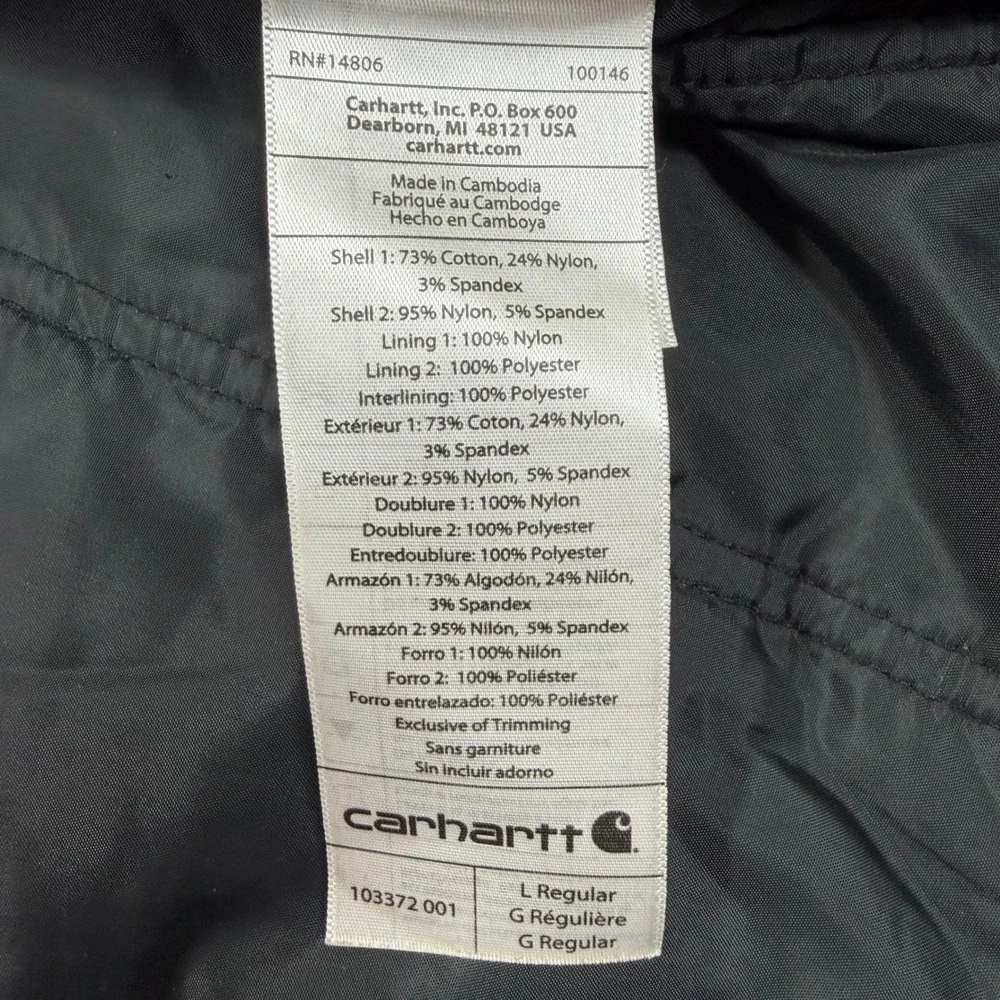 RN#14806 100146
Carhartt, Inc. P.O. Box 600
Dearborn, MI 48121 USA
carhartt.com
Made in Cambodia
Fabriqué au Cambodge
Hecho en Camboya
Shell 1: 73% Cotton, 24% Nylon,
3% Spandex
Shell 2: 95% Nylon, 5% Spandex
Lining 1: 100% Nylon
Lining 2: 100% Polyester
Interlining: 100% Polyester
Extérieur 1: 73% Coton, 24% Nylon,
3% Spandex
Extérieur 2: 95% Nylon, 5% Spandex
Doublure 1: 100% Nylon
Doublure 2: 100% Polyester
Entredoublure: 100% Polyester
Armazón 1: 73% Algodón, 24% Nilón,
3% Spandex
Armazón 2: 95% Nilón, 5% Spandex
Forro 1: 100% Nilón
Forro 2: 100% Poliéster
Forro entrelazado: 100% Poliéster
Exclusive of Trimming
Sans garniture
Sin incluir adorno
carhartt
103372 001
L Regular
G Régulière
G Regular